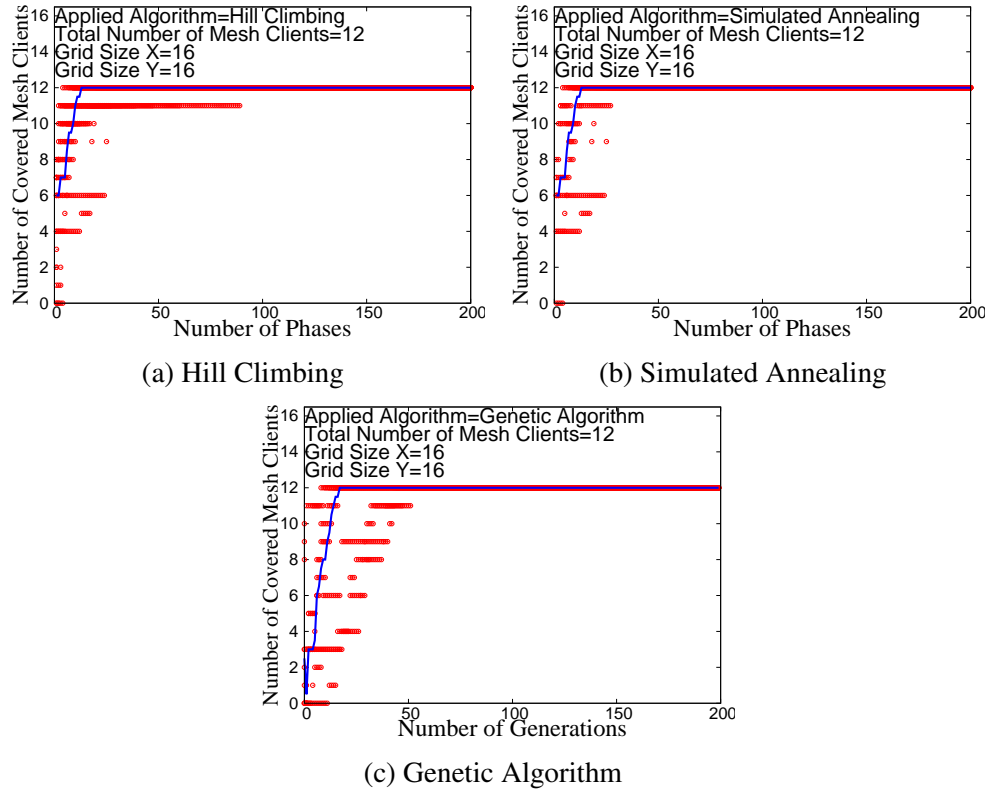 Applied Algorithm=Hill Climbing
Total Number of Mesh Clients=12
Grid Size X=16
Grid Size Y=16
16
14
12
10
8
6
4
2
0
Number of Covered Mesh Clients
0 50 100 150 200
Number of Phases
(a) Hill Climbing
Applied Algorithm=Simulated Annealing
Total Number of Mesh Clients=12
Grid Size X=16
Grid Size Y=16
16
14
12
10
8
6
4
2
0
Number of Covered Mesh Clients
0 50 100 150 200
Number of Phases
(b) Simulated Annealing
Applied Algorithm=Genetic Algorithm
Total Number of Mesh Clients=12
Grid Size X=16
Grid Size Y=16
16
14
12
10
8
6
4
2
0
Number of Covered Mesh Clients
0 50 100 150 200
Number of Generations
(c) Genetic Algorithm